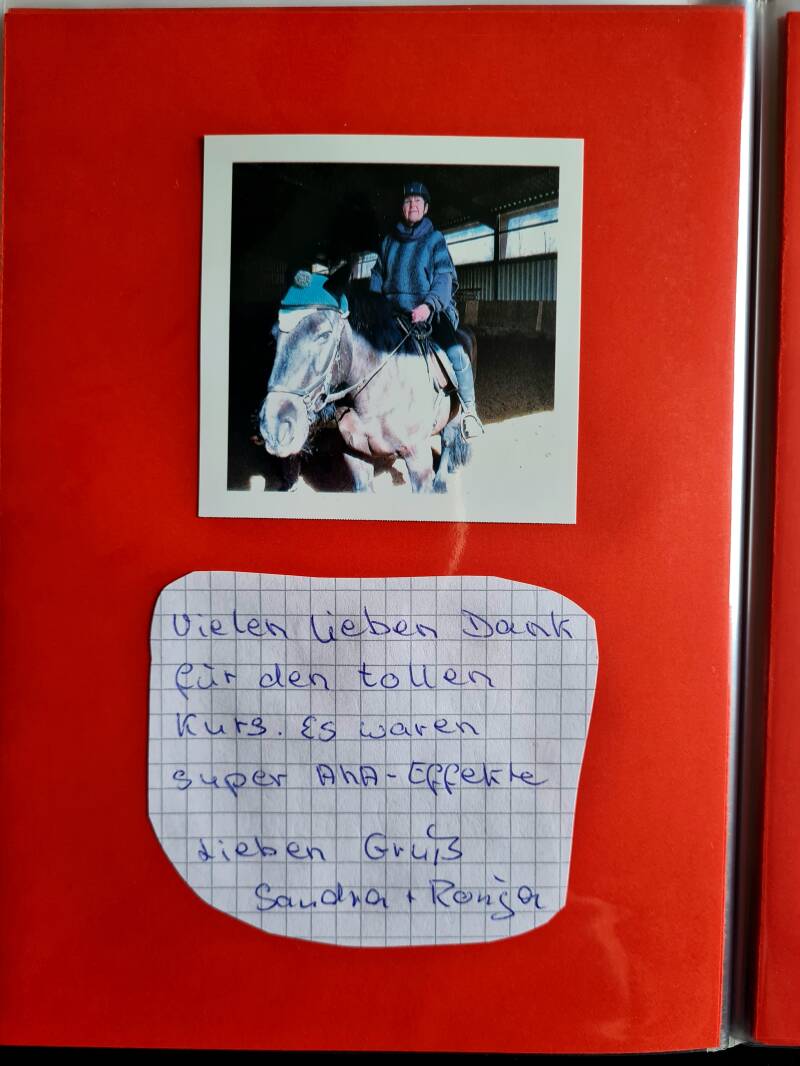 Vielen lieben Dank
für den tollen
Kurs. Es waren
super AhA-Effekte
Lieben Gruß
Sandra + Ronja